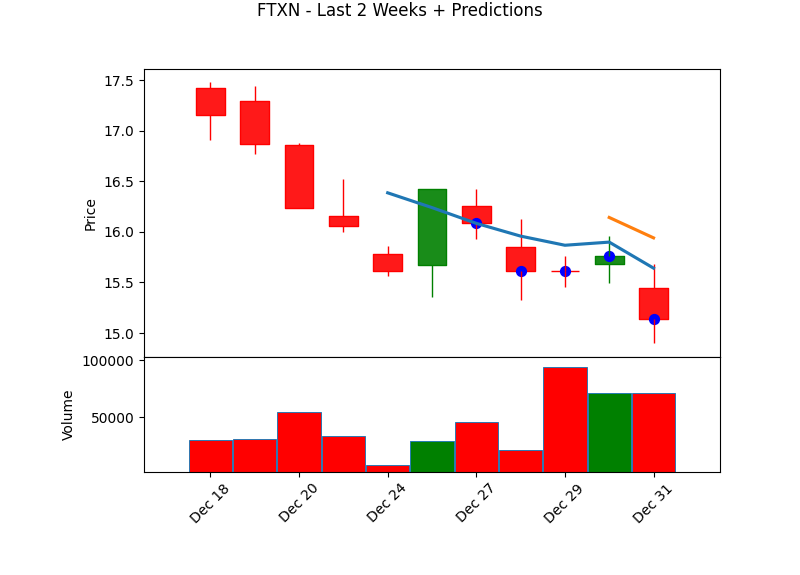 FTXN - Last 2 Weeks + Predictions
17.5
17.0
16.5
16.0
15.5
15.0
Price
100000
50000
Volume
Dec 18
Dec 20
Dec 24
Dec 27
Dec 29
Dec 31